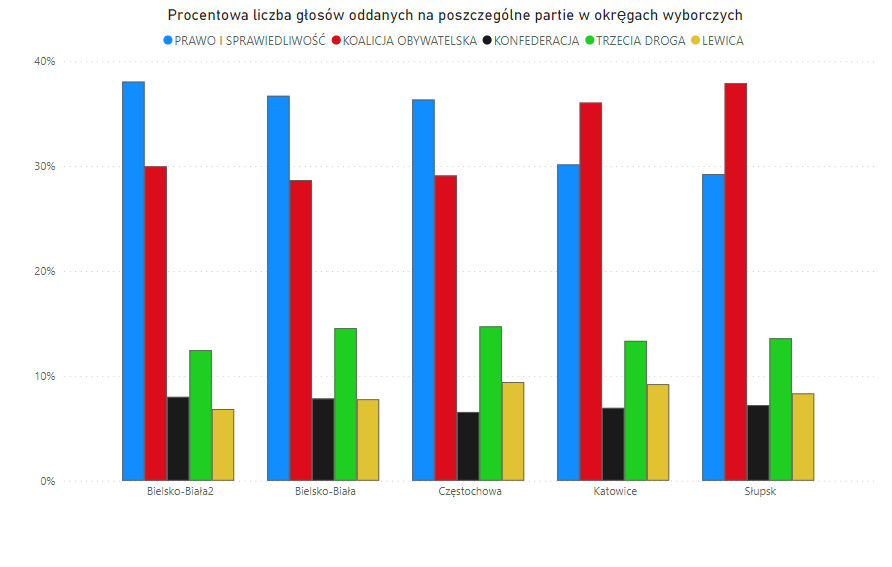 Procentowa liczba głosów oddanych na poszczególne partie w okręgach wyborczych
PRAWO I SPRAWIEDLIWOŚĆ KOALICJA OBYWATELSKA KONFEDERACJA TRZECIA DROGA LEWICA
40%
30%
20%
10%
0%
Bielsko-Biała2 Bielsko-Biała Częstochowa Katowice Słupsk